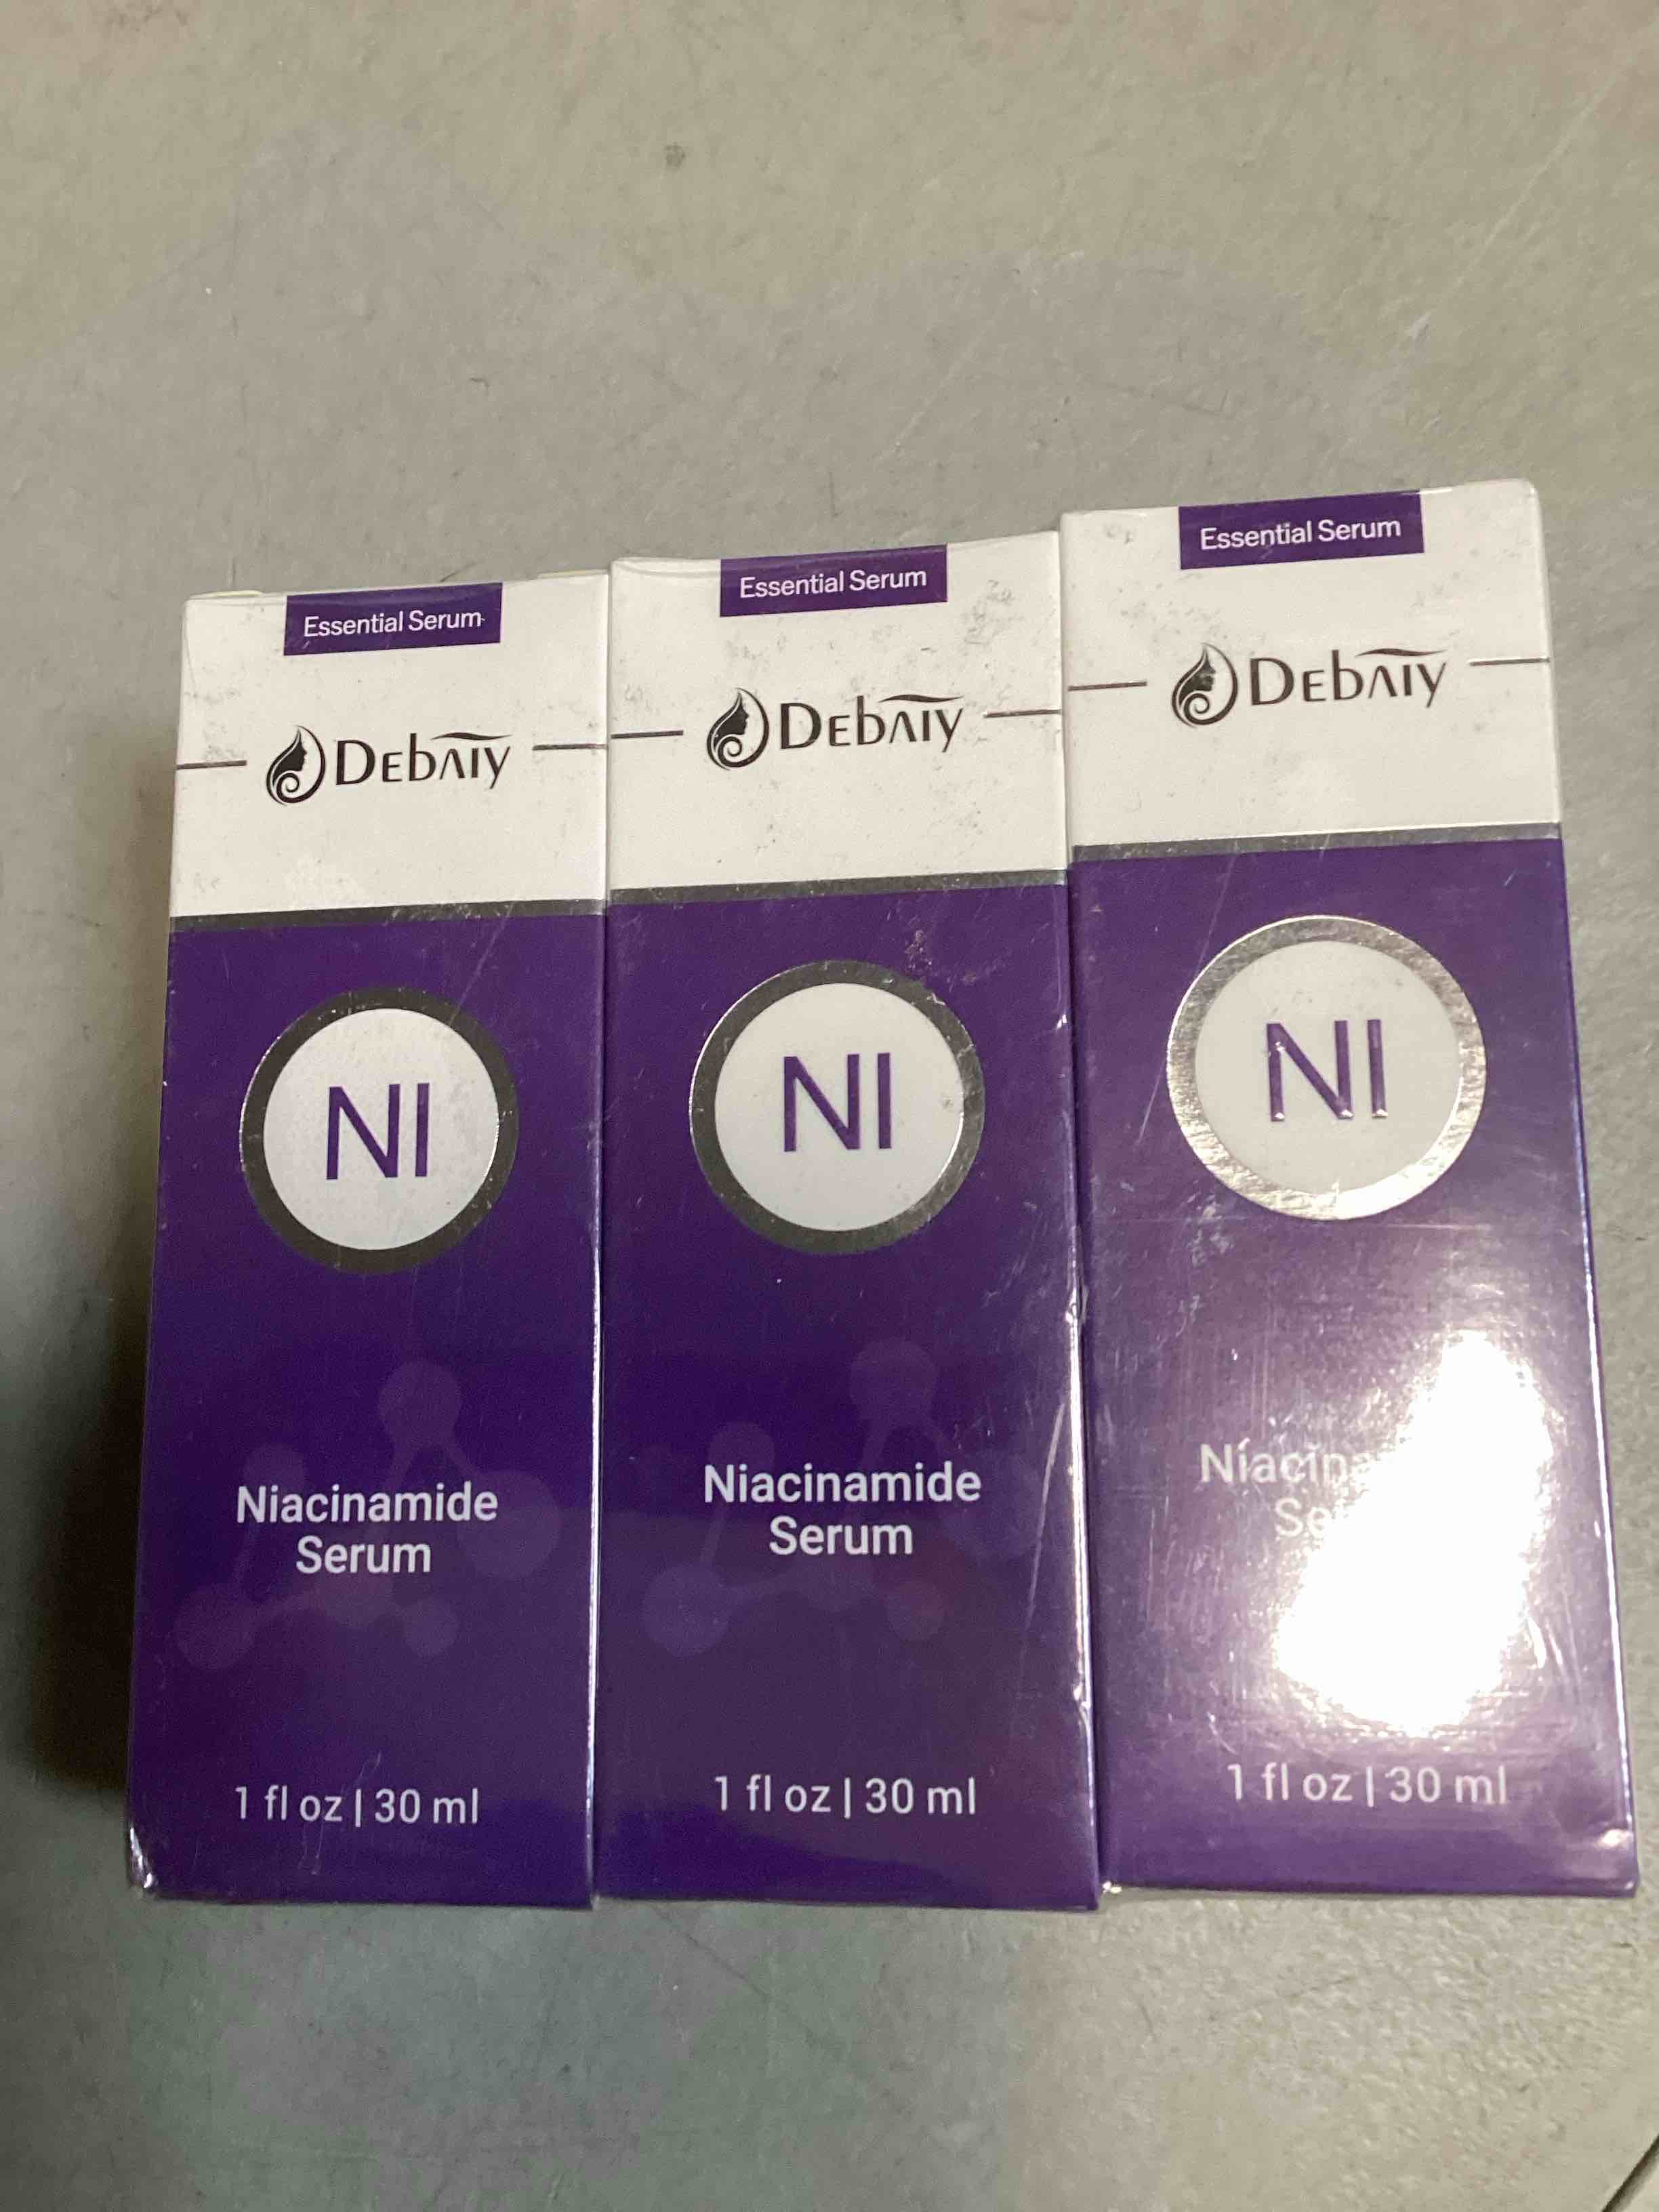 Essential Serum
DEBAIY
NI
Niacinamide
Serum
1 fl oz | 30 ml
Essential Serum
DEBAIY
NI
Niacinamide
Serum
1 fl oz | 30 ml
Essential Serum
DEBAIY
NI
1 fl oz | 30 ml